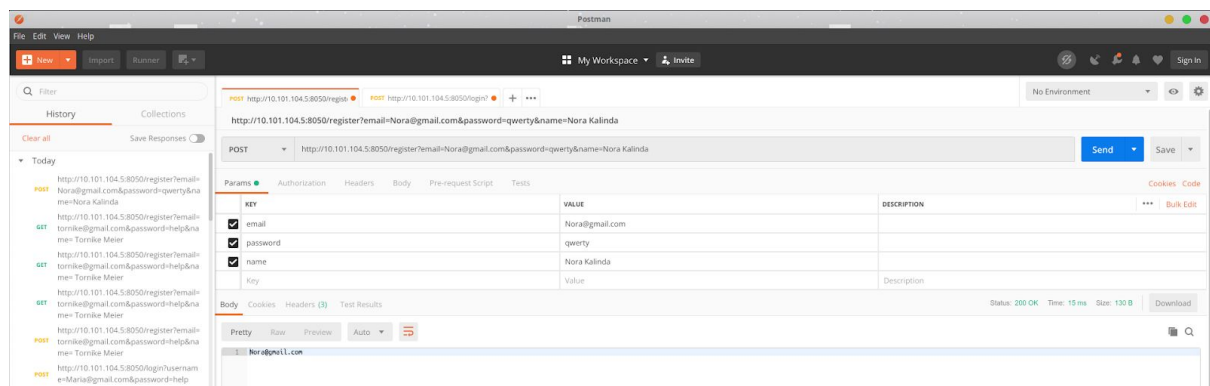 Postman
File Edit View Help
New Import Runner
My Workspace Invite
Sign In
Filter
History Collections
Clear all Save Responses
Today
POST http://10.101.104.5:8050/register?email=
Nora@gmail.com&password=qwerty&na
me=Nora Kalinda
GET http://10.101.104.5:8050/register?email=
tornike@gmail.com&password=help&na
me= Tornike Meier
GET http://10.101.104.5:8050/register?email=
tornike@gmail.com&password=help&na
me= Tornike Meier
GET http://10.101.104.5:8050/register?email=
tornike@gmail.com&password=help&na
me= Tornike Meier
POST http://10.101.104.5:8050/register?email=
tornike@gmail.com&password=help&na
me= Tornike Meier
POST http://10.101.104.5:8050/login?usernam
e=Maria@gmail.com&password=help
POST http://10.101.104.5:8050/regist POST http://10.101.104.5:8050/login? + •••
No Environment
http://10.101.104.5:8050/register?email=Nora@gmail.com&password=qwerty&name=Nora Kalinda
POST http://10.101.104.5:8050/register?email=Nora@gmail.com&password=qwerty&name=Nora Kalinda
Send Save
Params Authorization Headers Body Pre-request Script Tests
Cookies Code
KEY VALUE DESCRIPTION ••• Bulk Edit
email Nora@gmail.com
password qwerty
name Nora Kalinda
Key Value Description
Body Cookies Headers (3) Test Results Status: 200 OK Time: 15 ms Size: 130 B Download
Pretty Raw Preview Auto
1 Nora@gmail.com